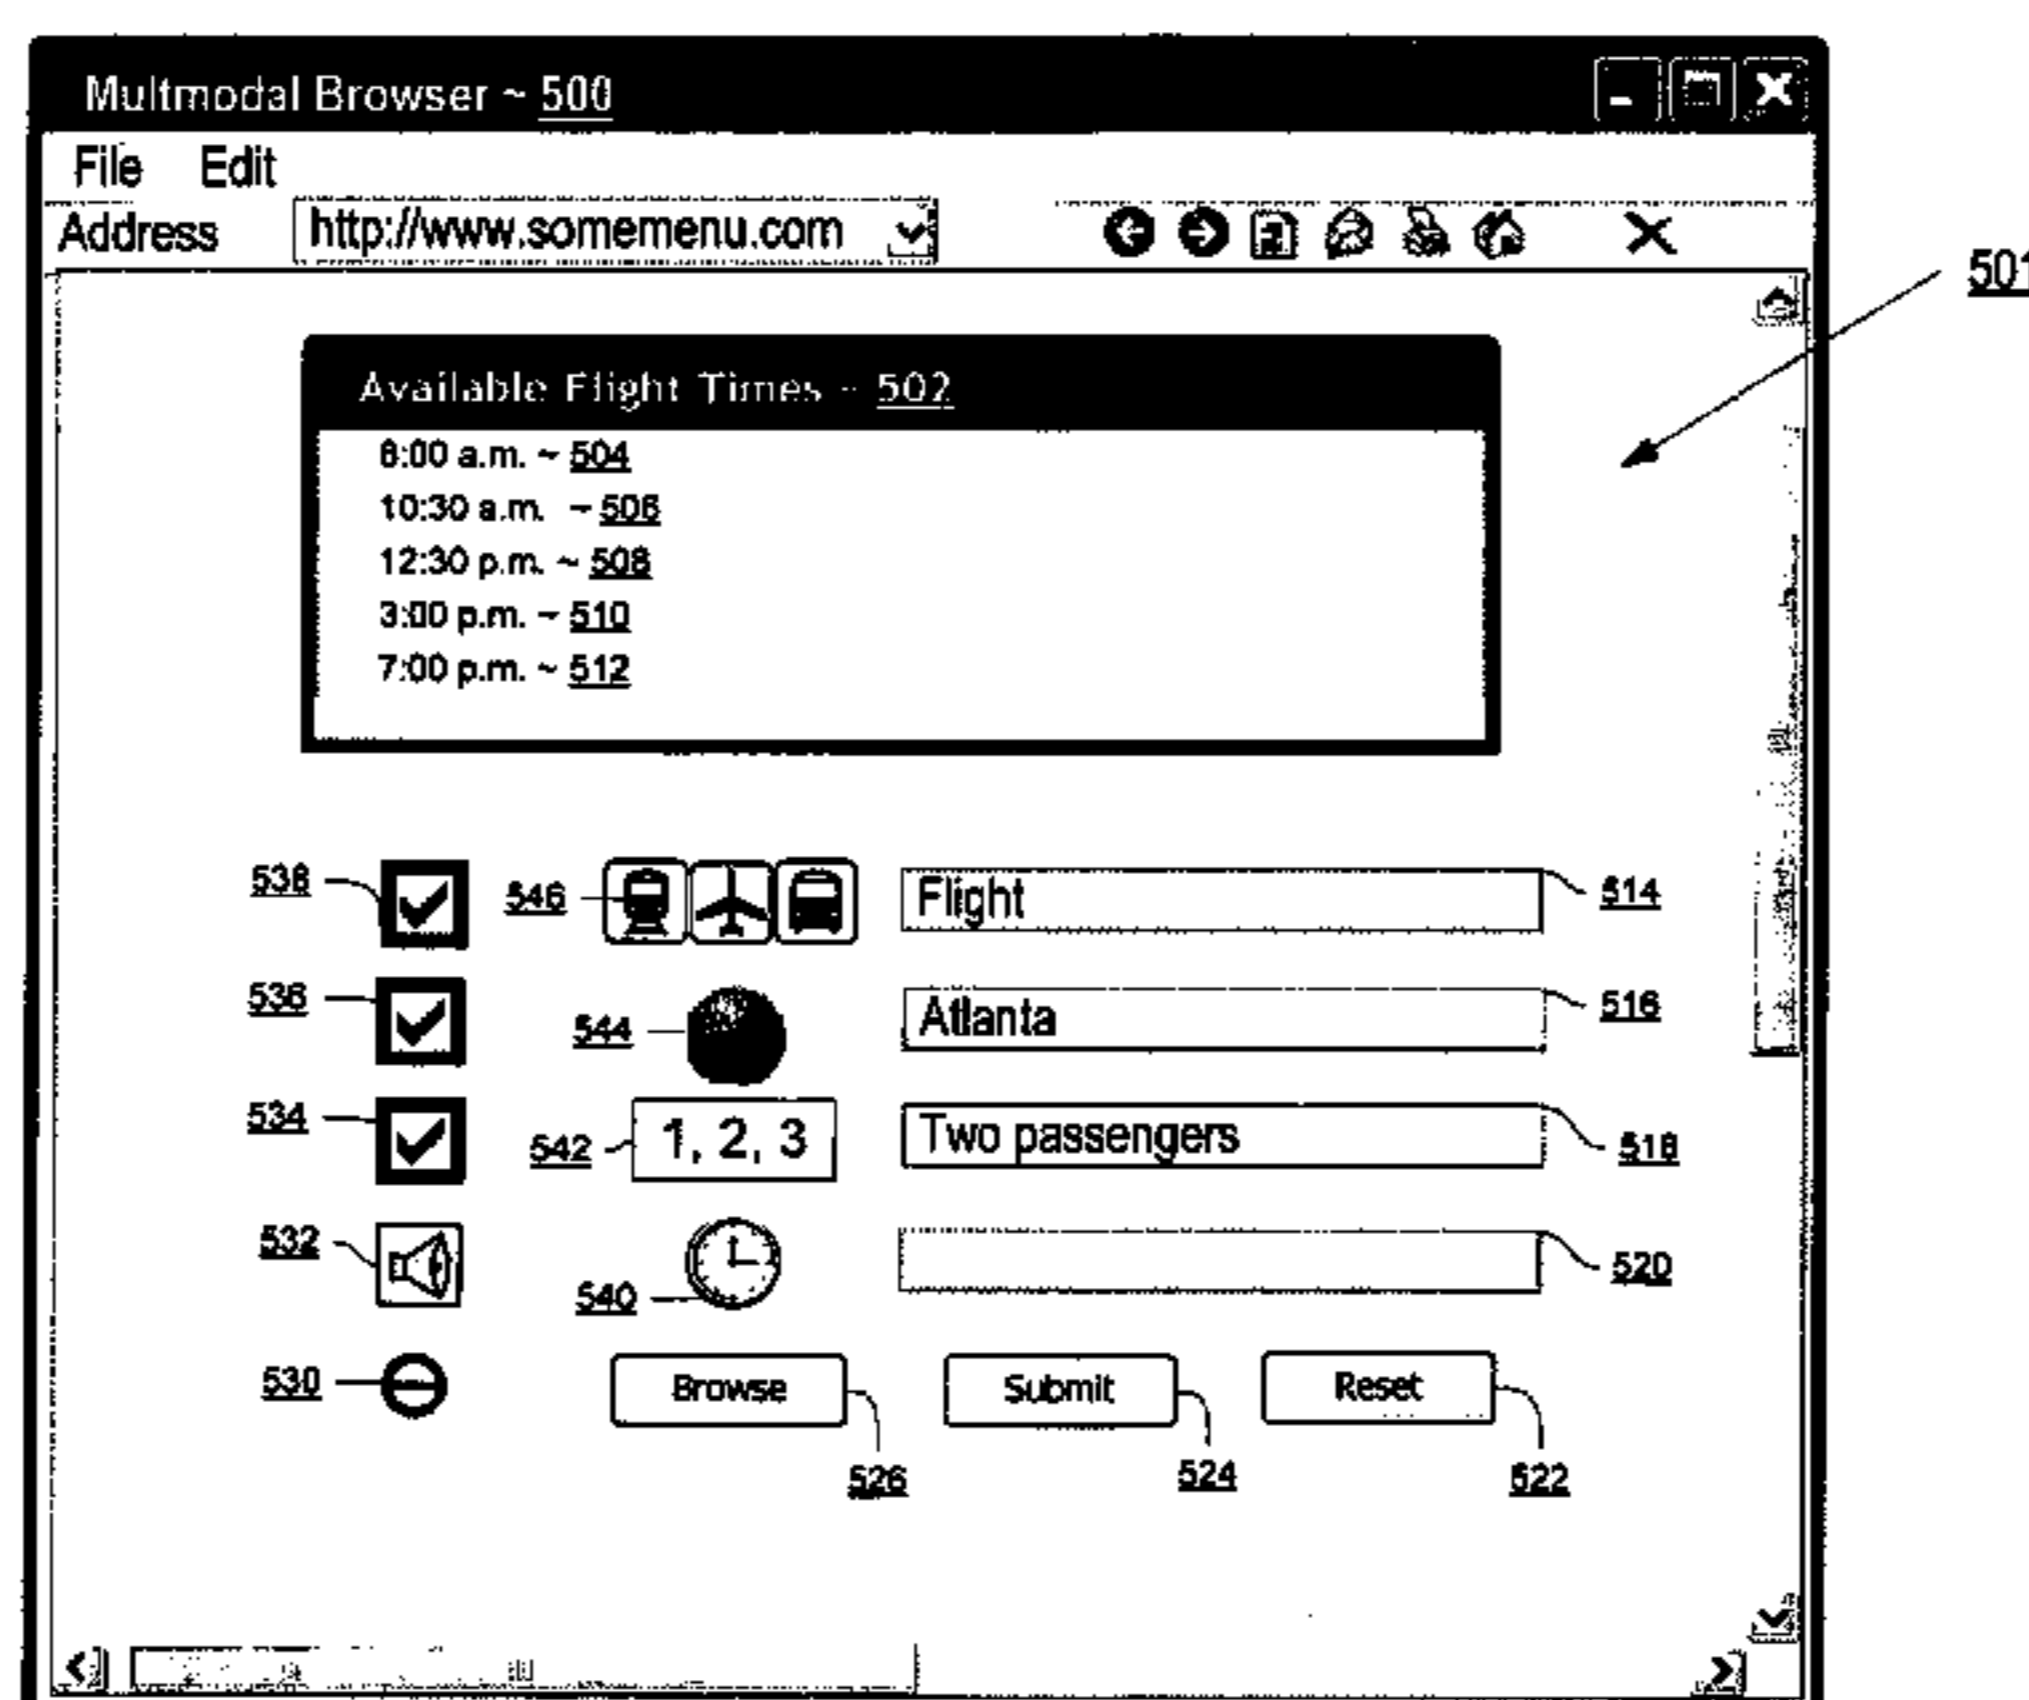 Multmodal Browser ~ 500
File Edit
Address http://www.somemenu.com
501
Available Flight Times ~ 502
8:00 a.m. ~ 504
10:30 a.m. ~ 506
12:30 p.m. ~ 508
3:00 p.m. ~ 510
7:00 p.m. ~ 512
538 546 Flight 514
536 544 Atlanta 516
534 542 1, 2, 3 Two passengers 518
532 540 520
530 Browse Submit Reset
526 524 522